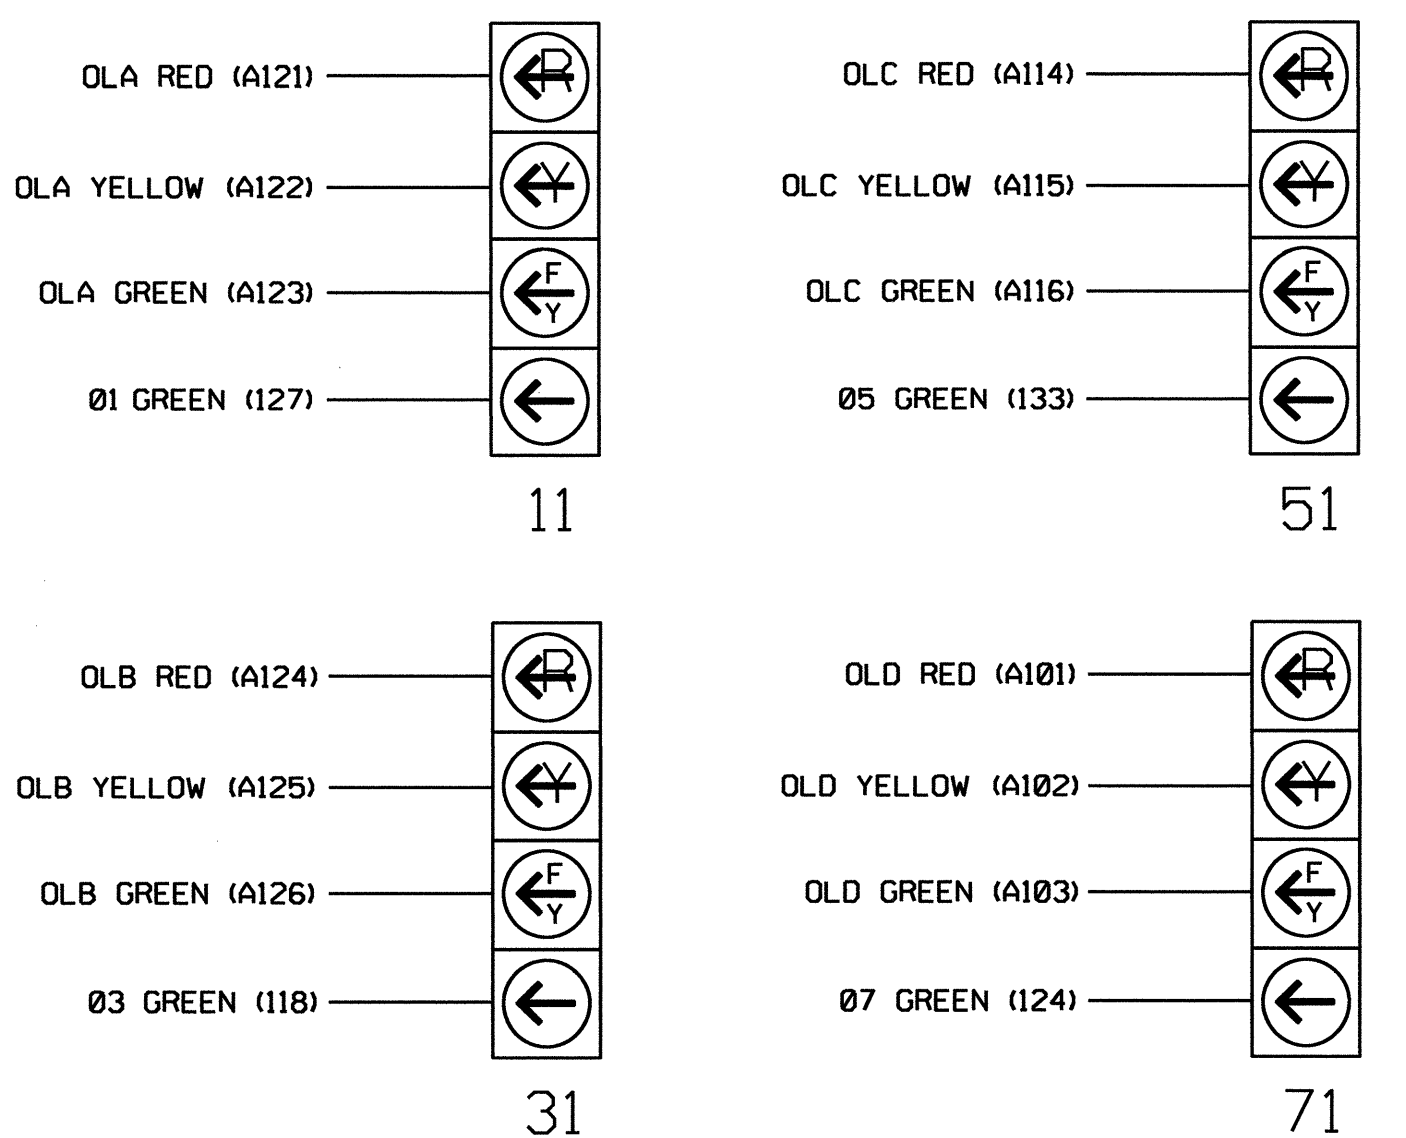 OLA RED (A121)
R
OLA YELLOW (A122)
Y
OLA GREEN (A123)
F
Y
01 GREEN (127)
11
OLC RED (A114)
R
OLC YELLOW (A115)
Y
OLC GREEN (A116)
F
Y
05 GREEN (133)
51
OLB RED (A124)
R
OLB YELLOW (A125)
Y
OLB GREEN (A126)
F
Y
03 GREEN (118)
31
OLD RED (A101)
R
OLD YELLOW (A102)
Y
OLD GREEN (A103)
F
Y
07 GREEN (124)
71